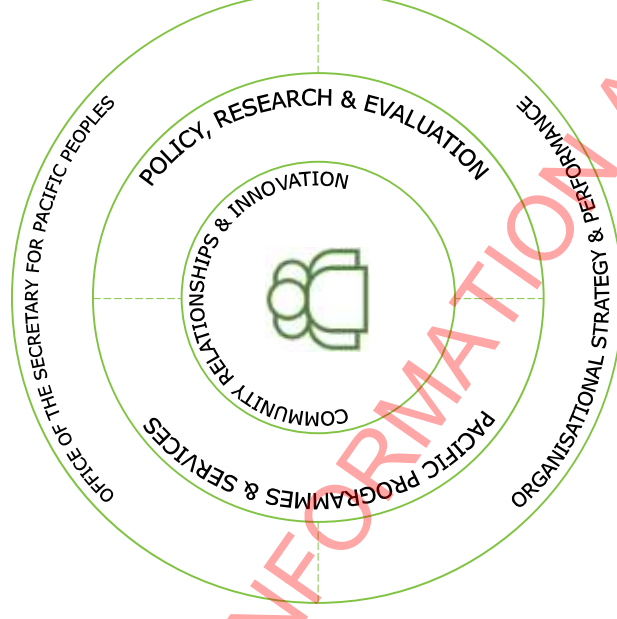 POLICY, RESEARCH & EVALUATION
COMMUNITY RELATIONSHIPS & INNOVATION
OFFICE OF THE SECRETARY FOR PACIFIC PEOPLES
ORGANISATIONAL STRATEGY & PERFORMANCE
PACIFIC PROGRAMMES & SERVICES
INFORMATION A